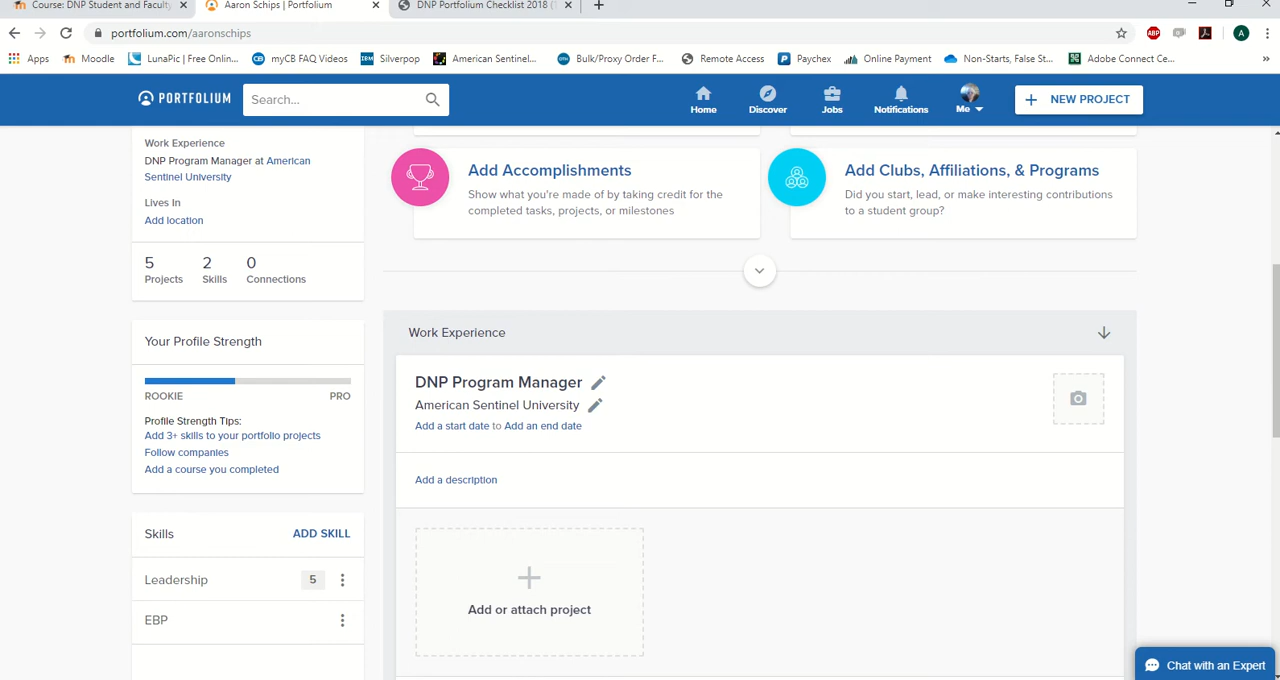 Course: DNP Student and Faculty
Aaron Schips | Portfolium
DNP Portfolium Checklist 2018 (
portfolium.com/aaronschips
ABP
A
Apps
Moodle
LunaPic | Free Onlin...
CB
myCB FAQ Videos
IBM
Silverpop
American Sentinel...
Bulk/Proxy Order F...
Remote Access
Paychex
Online Payment
Non-Starts, False St...
Adobe Connect Ce...
»
PORTFOLIUM
Search...
Home
Discover
Jobs
Notifications
Me
+ NEW PROJECT
Work Experience
DNP Program Manager at American
Sentinel University
Lives In
Add location
5
Projects
2
Skills
0
Connections
Your Profile Strength
ROOKIE
PRO
Profile Strength Tips:
Add 3+ skills to your portfolio projects
Follow companies
Add a course you completed
Skills
ADD SKILL
Leadership
5
EBP
Add Accomplishments
Show what you're made of by taking credit for the
completed tasks, projects, or milestones
Add Clubs, Affiliations, & Programs
Did you start, lead, or make interesting contributions
to a student group?
Work Experience
DNP Program Manager
American Sentinel University
Add a start date to Add an end date
Add a description
Add or attach project
Chat with an Expert